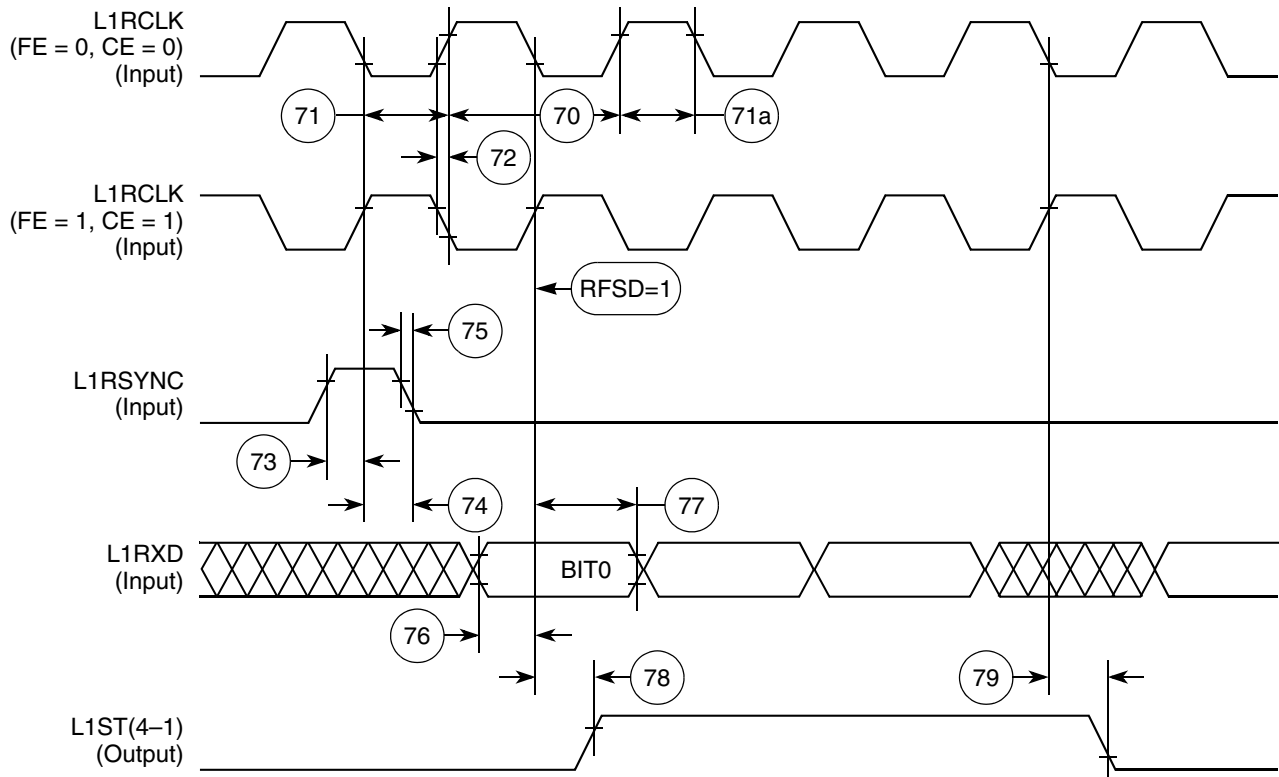 L1RCLK
(FE = 0, CE = 0)
(Input)
71
70
71a
72
L1RCLK
(FE = 1, CE = 1)
(Input)
RFSD=1
75
L1RSYNC
(Input)
73
74
77
L1RXD
(Input)
BIT0
76
78
79
L1ST(4–1)
(Output)